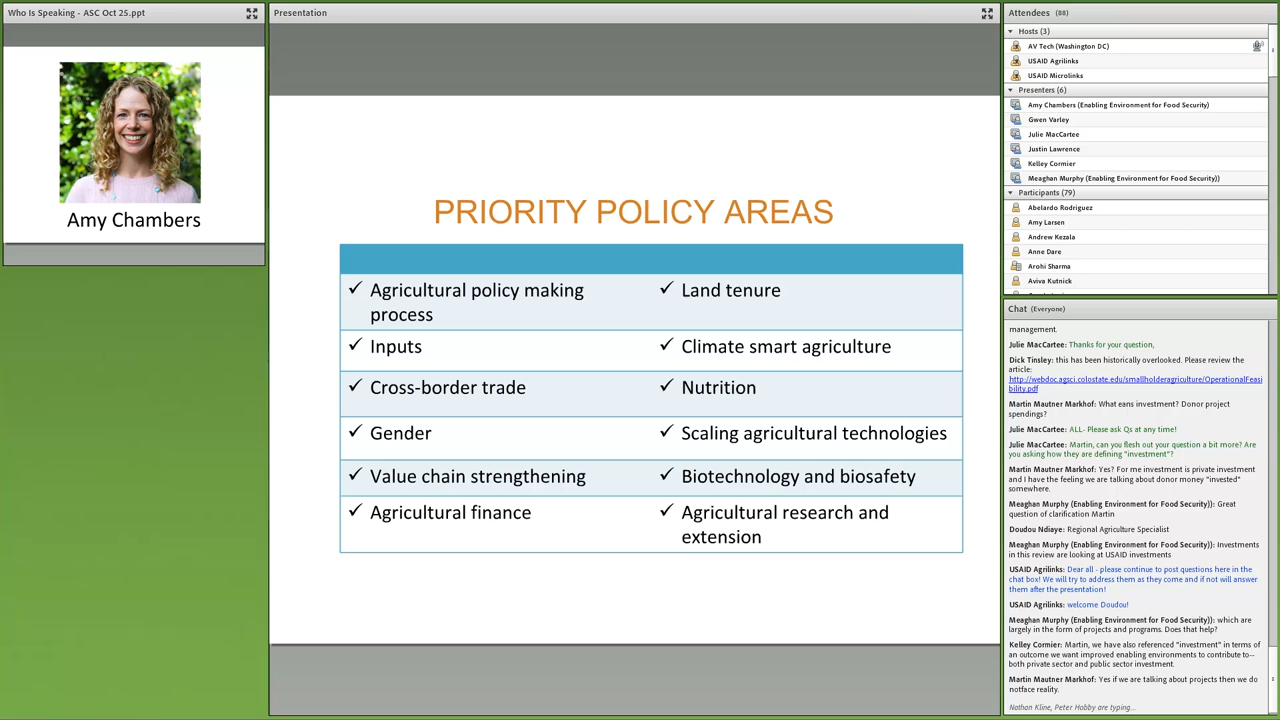 Who Is Speaking - ASC Oct 25.ppt
Amy Chambers
Presentation
PRIORITY POLICY AREAS
Agricultural policy making
process
Land tenure
Inputs
Climate smart agriculture
Cross-border trade
Nutrition
Gender
Scaling agricultural technologies
Value chain strengthening
Biotechnology and biosafety
Agricultural finance
Agricultural research and
extension
Attendees (88)
Hosts (3)
AV Tech (Washington DC)
USAID Agrilinks
USAID Microlinks
Presenters (6)
Amy Chambers (Enabling Environment for Food Security)
Gwen Varley
Julie MacCartee
Justin Lawrence
Kelley Cormier
Meaghan Murphy (Enabling Environment for Food Security))
Participants (79)
Abelardo Rodriguez
Amy Larsen
Andrew Kezala
Anne Dare
Arohi Sharma
Aviva Kutnick
Chat (Everyone)
management.
Julie MacCartee: Thanks for your question,
Dick Tinsley: this has been historically overlooked. Please review the
article:
http://webdoc.agsci.colostate.edu/smallholderagriculture/OperationalFeasi
bility.pdf
Martin Mautner Markhof: What eans investment? Donor project
spendings?
Julie MacCartee: ALL- Please ask Qs at any time!
Julie MacCartee: Martin, can you flesh out your question a bit more? Are
you asking how they are defining "investment"?
Martin Mautner Markhof: Yes? For me investment is private investment
and I have the feeling we are talking about donor money "invested"
somewhere.
Meaghan Murphy (Enabling Environment for Food Security)): Great
question of clarification Martin
Doudou Ndiaye: Regional Agriculture Specialist
Meaghan Murphy (Enabling Environment for Food Security)): Investments
in this review are looking at USAID investments
USAID Agrilinks: Dear all - please continue to post questions here in the
chat box! We will try to address them as they come and if not will answer
them after the presentation!
USAID Agrilinks: welcome Doudou!
Meaghan Murphy (Enabling Environment for Food Security)): which are
largely in the form of projects and programs. Does that help?
Kelley Cormier: Martin, we have also referenced "investment" in terms of
an outcome we want improved enabling environments to contribute to--
both private sector and public sector investment.
Martin Mautner Markhof: Yes if we are talking about projects then we do
notface reality.
Nathan Kline, Peter Hobby are typing...